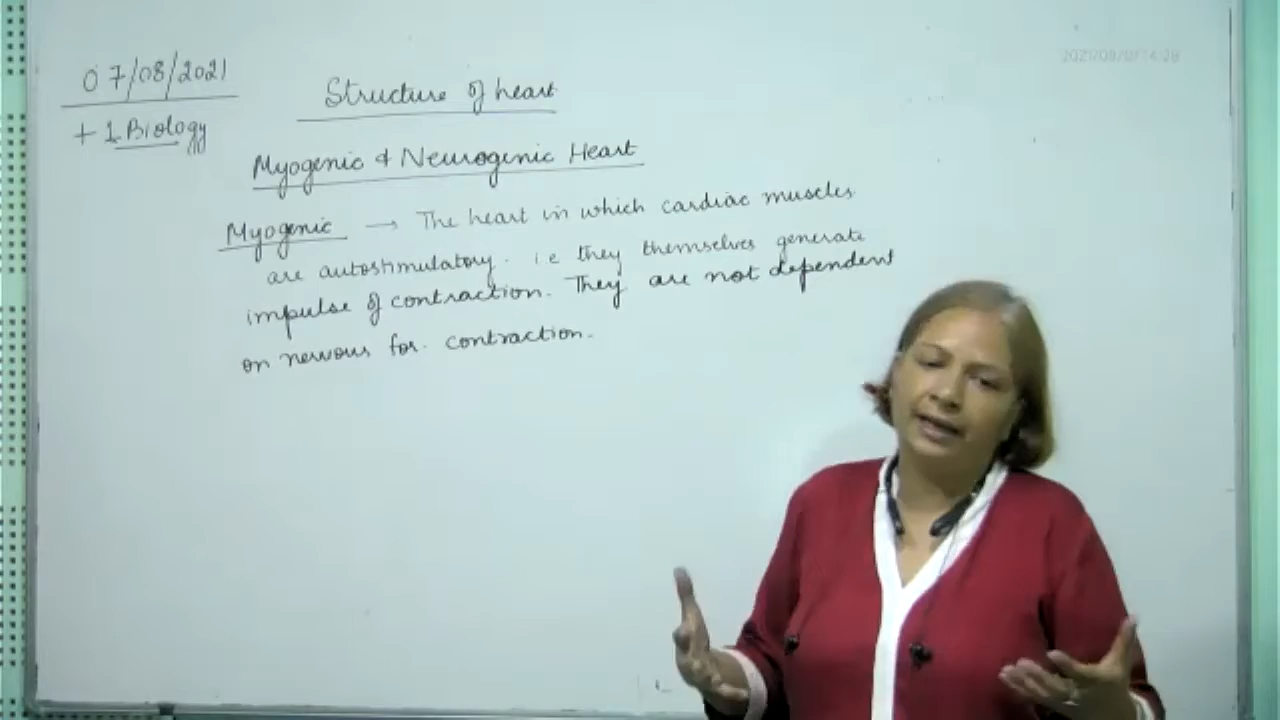 07/08/2021
+1 Biology
Structure of heart
Myogenic & Neurogenic Heart
Myogenic → The heart in which cardiac muscles
are autostimulatory. i.e they themselves generate
impulse of contraction. They are not dependent
on nervous for. contraction.